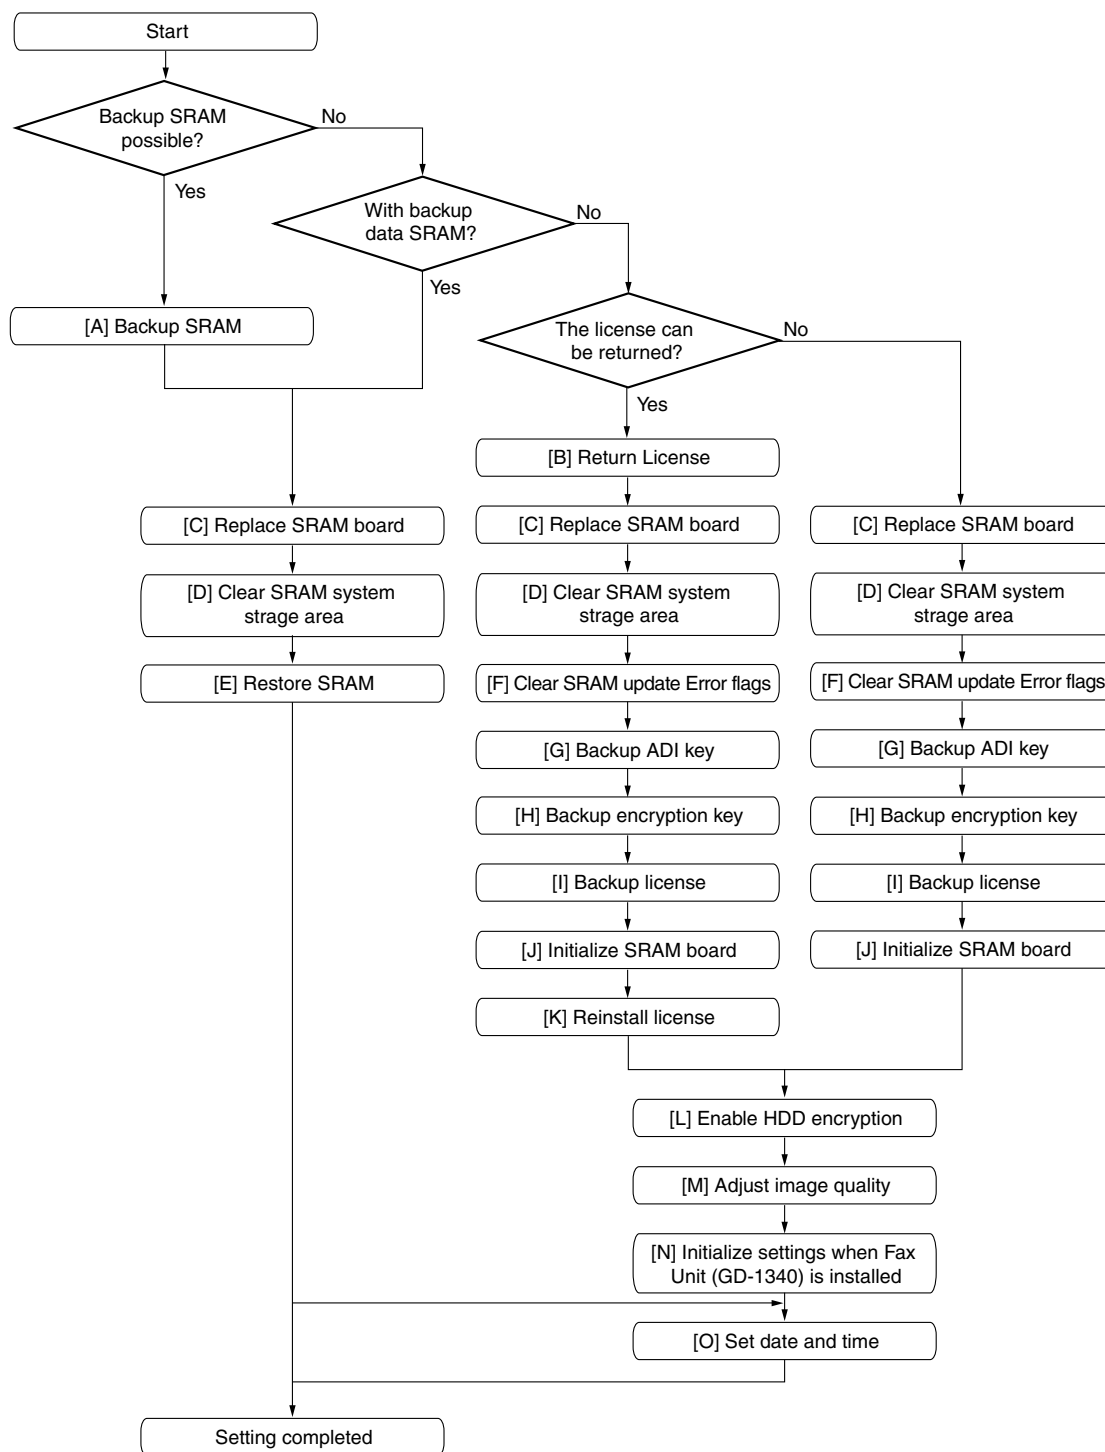 Start
Backup SRAM
possible?
No
Yes
With backup
data SRAM?
No
Yes
[A] Backup SRAM
The license can
be returned?
No
Yes
[B] Return License
[C] Replace SRAM board
[C] Replace SRAM board
[C] Replace SRAM board
[D] Clear SRAM system
strage area
[D] Clear SRAM system
strage area
[D] Clear SRAM system
strage area
[E] Restore SRAM
[F] Clear SRAM update Error flags
[F] Clear SRAM update Error flags
[G] Backup ADI key
[G] Backup ADI key
[H] Backup encryption key
[H] Backup encryption key
[I] Backup license
[I] Backup license
[J] Initialize SRAM board
[J] Initialize SRAM board
[K] Reinstall license
[L] Enable HDD encryption
[M] Adjust image quality
[N] Initialize settings when Fax
Unit (GD-1340) is installed
[O] Set date and time
Setting completed